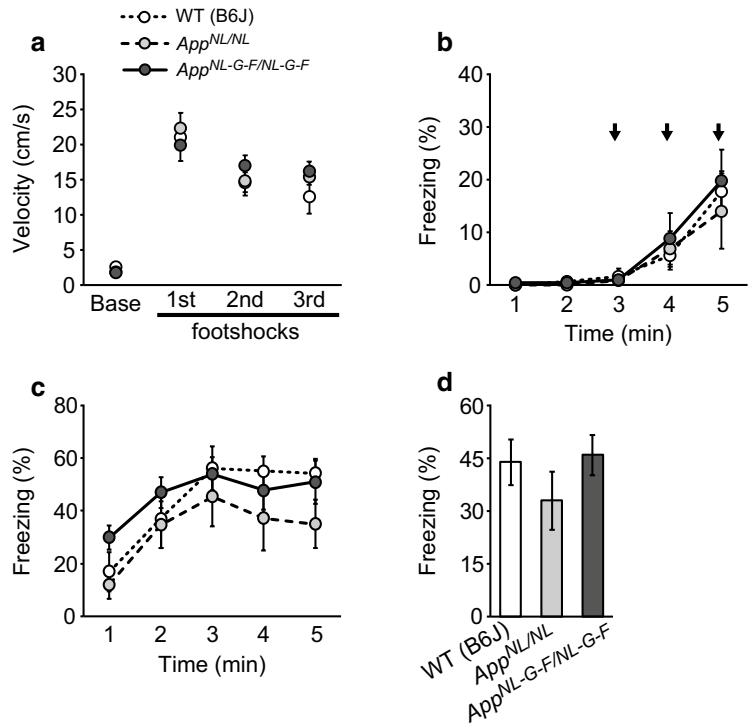 WT (B6J)
App^NL/NL
App^NL-G-F/NL-G-F
a
Velocity (cm/s)
30
25
20
15
10
5
0
Base
1st
2nd
3rd
footshocks
b
Freezing (%)
40
30
20
10
0
1
2
3
4
5
Time (min)
c
Freezing (%)
80
60
40
20
0
1
2
3
4
5
Time (min)
d
Freezing (%)
60
45
30
15
0
WT (B6J)
App^NL/NL
App^NL-G-F/NL-G-F